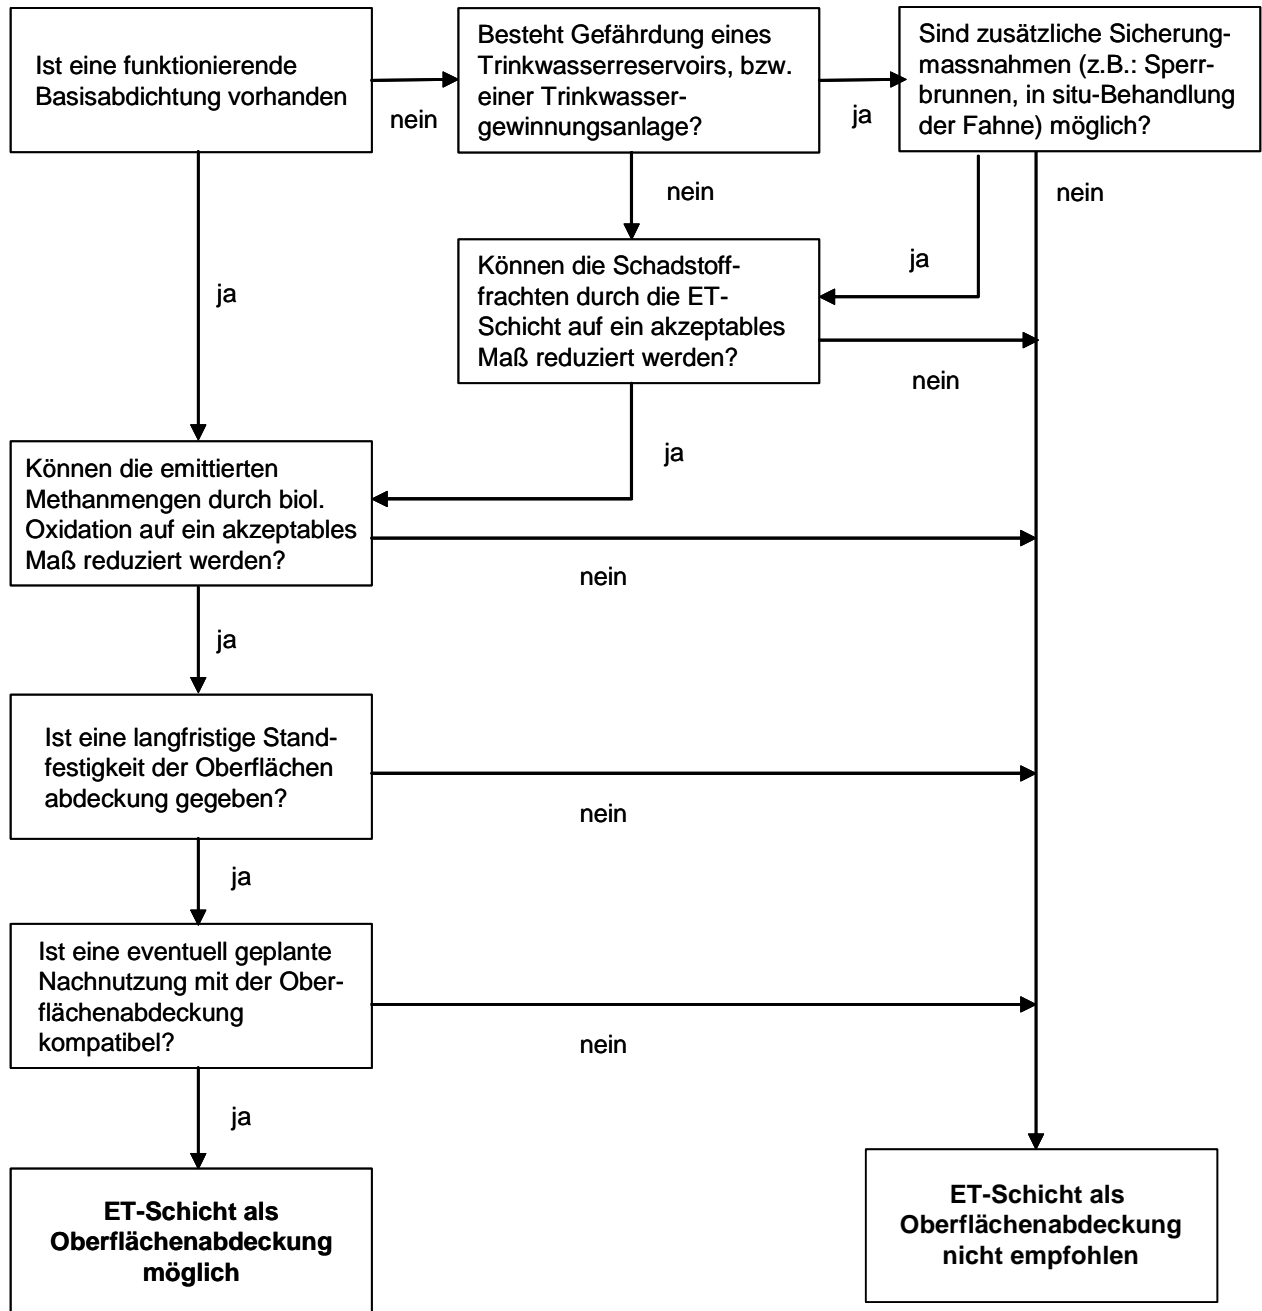 Ist eine funktionierende
Basisabdichtung vorhanden
nein
Besteht Gefährdung eines
Trinkwasserreservoirs, bzw.
einer Trinkwasser-
gewinnungsanlage?
ja
Sind zusätzliche Sicherung-
massnahmen (z.B.: Sperr-
brunnen, in situ-Behandlung
der Fahne) möglich?
nein
nein
ja
ja
Können die Schadstoff-
frachten durch die ET-
Schicht auf ein akzeptables
Maß reduziert werden?
nein
ja
Können die emittierten
Methanmengen durch biol.
Oxidation auf ein akzeptables
Maß reduziert werden?
nein
ja
Ist eine langfristige Stand-
festigkeit der Oberflächen
abdeckung gegeben?
nein
ja
Ist eine eventuell geplante
Nachnutzung mit der Ober-
flächenabdeckung
kompatibel?
nein
ja
ET-Schicht als
Oberflächenabdeckung
möglich
ET-Schicht als
Oberflächenabdeckung
nicht empfohlen